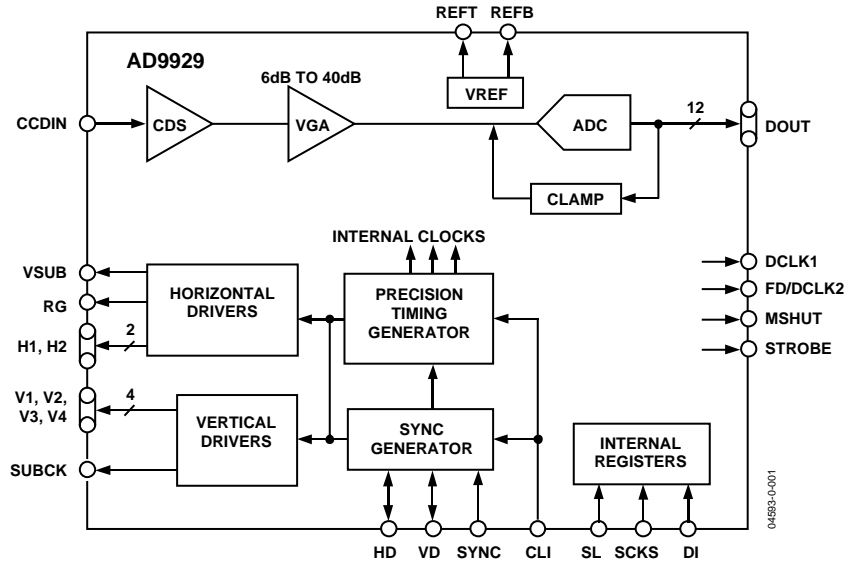 REFT REFB
AD9929
6dB TO 40dB
VREF
12
CCDIN
CDS
VGA
ADC
DOUT
CLAMP
INTERNAL CLOCKS
VSUB
RG
2
H1, H2
HORIZONTAL
DRIVERS
PRECISION
TIMING
GENERATOR
DCLK1
FD/DCLK2
MSHUT
STROBE
4
V1, V2,
V3, V4
SUBCK
VERTICAL
DRIVERS
SYNC
GENERATOR
INTERNAL
REGISTERS
HD VD SYNC CLI SL SCKS DI
04593-0-001